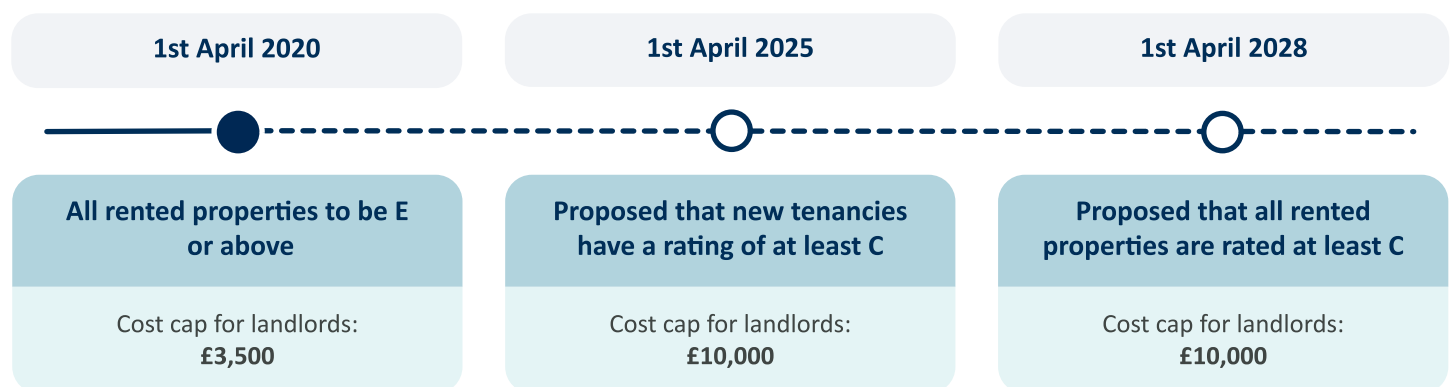 1st April 2020
1st April 2025
1st April 2028
All rented properties to be E
or above
Proposed that new tenancies
have a rating of at least C
Proposed that all rented
properties are rated at least C
Cost cap for landlords:
£3,500
Cost cap for landlords:
£10,000
Cost cap for landlords:
£10,000